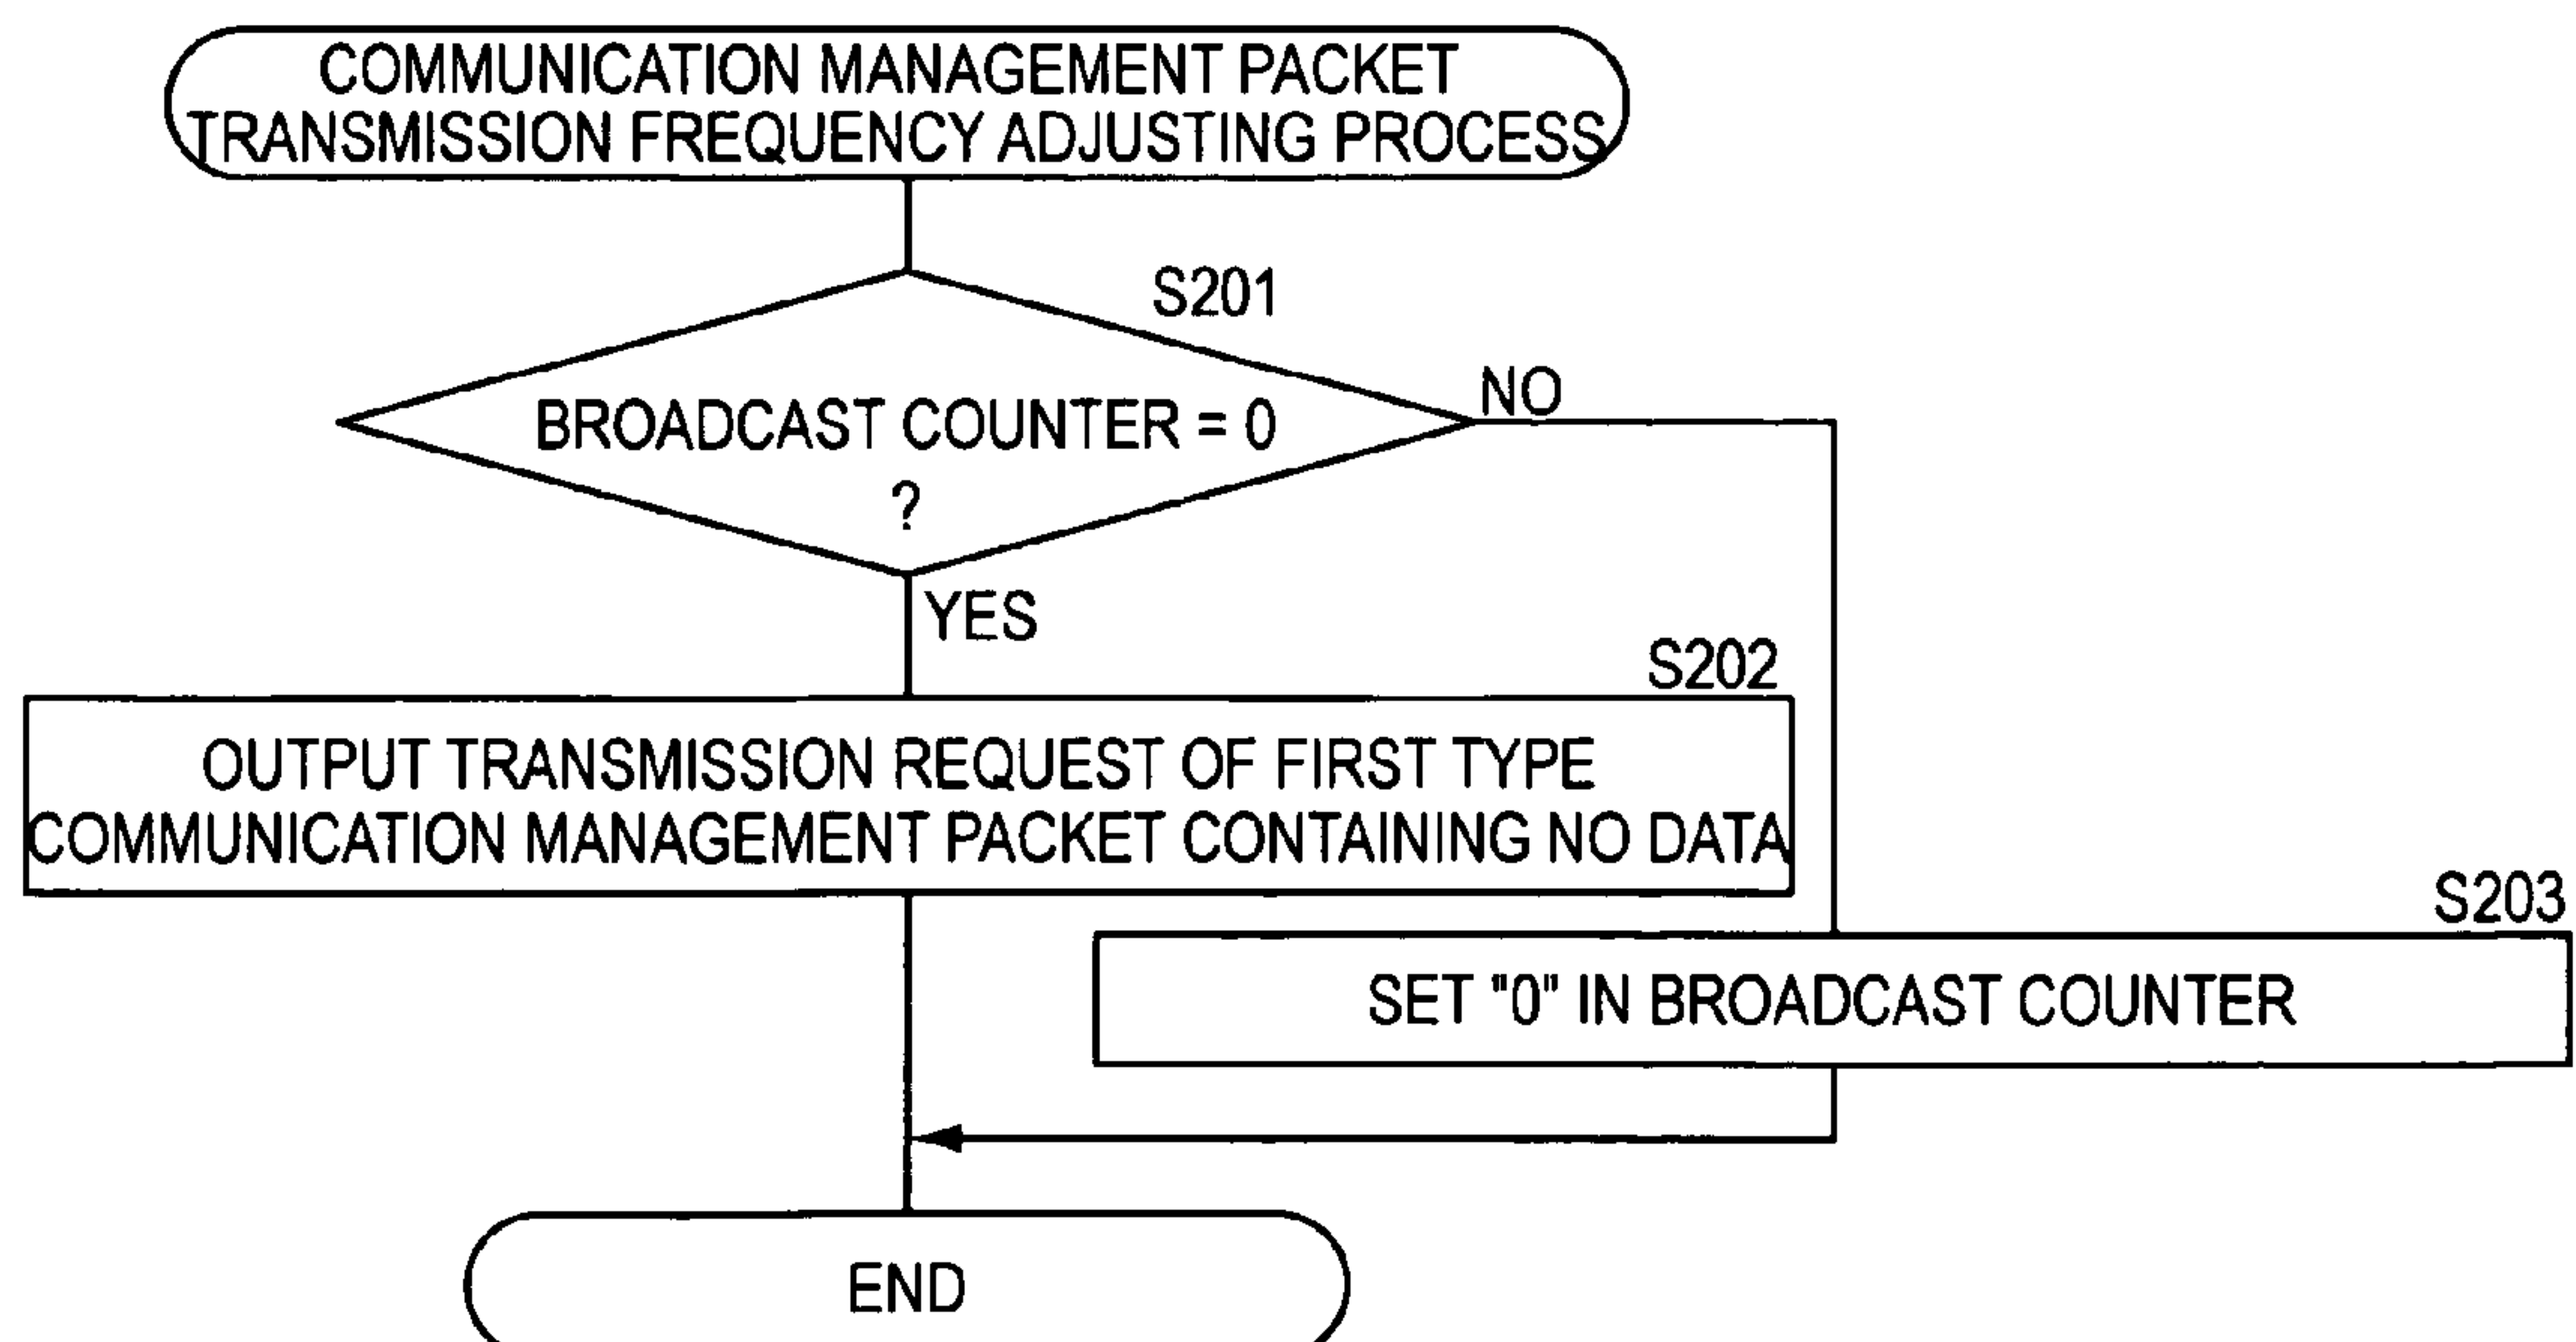 COMMUNICATION MANAGEMENT PACKET
TRANSMISSION FREQUENCY ADJUSTING PROCESS
S201
BROADCAST COUNTER = 0
?
NO
YES
S202
OUTPUT TRANSMISSION REQUEST OF FIRST TYPE
COMMUNICATION MANAGEMENT PACKET CONTAINING NO DATA
S203
SET "0" IN BROADCAST COUNTER
END